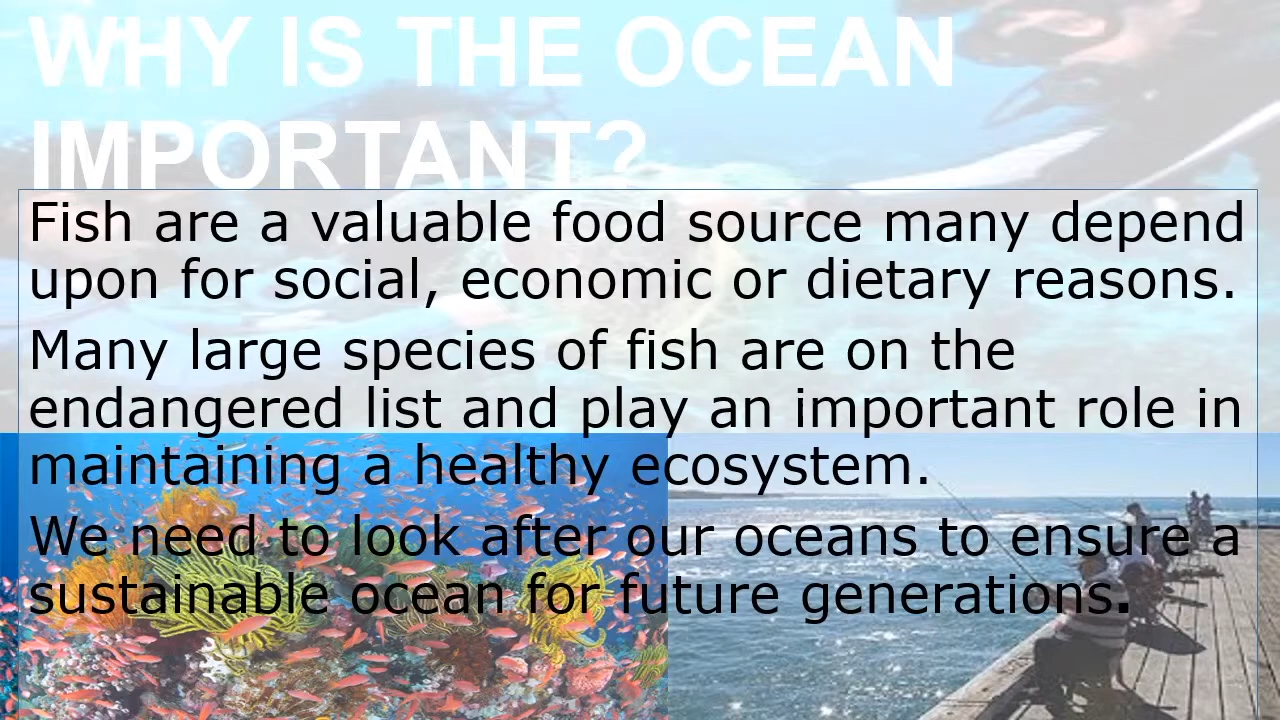 WHY IS THE OCEAN
IMPORTANT?
Fish are a valuable food source many depend
upon for social, economic or dietary reasons.
Many large species of fish are on the
endangered list and play an important role in
maintaining a healthy ecosystem.
We need to look after our oceans to ensure a
sustainable ocean for future generations.